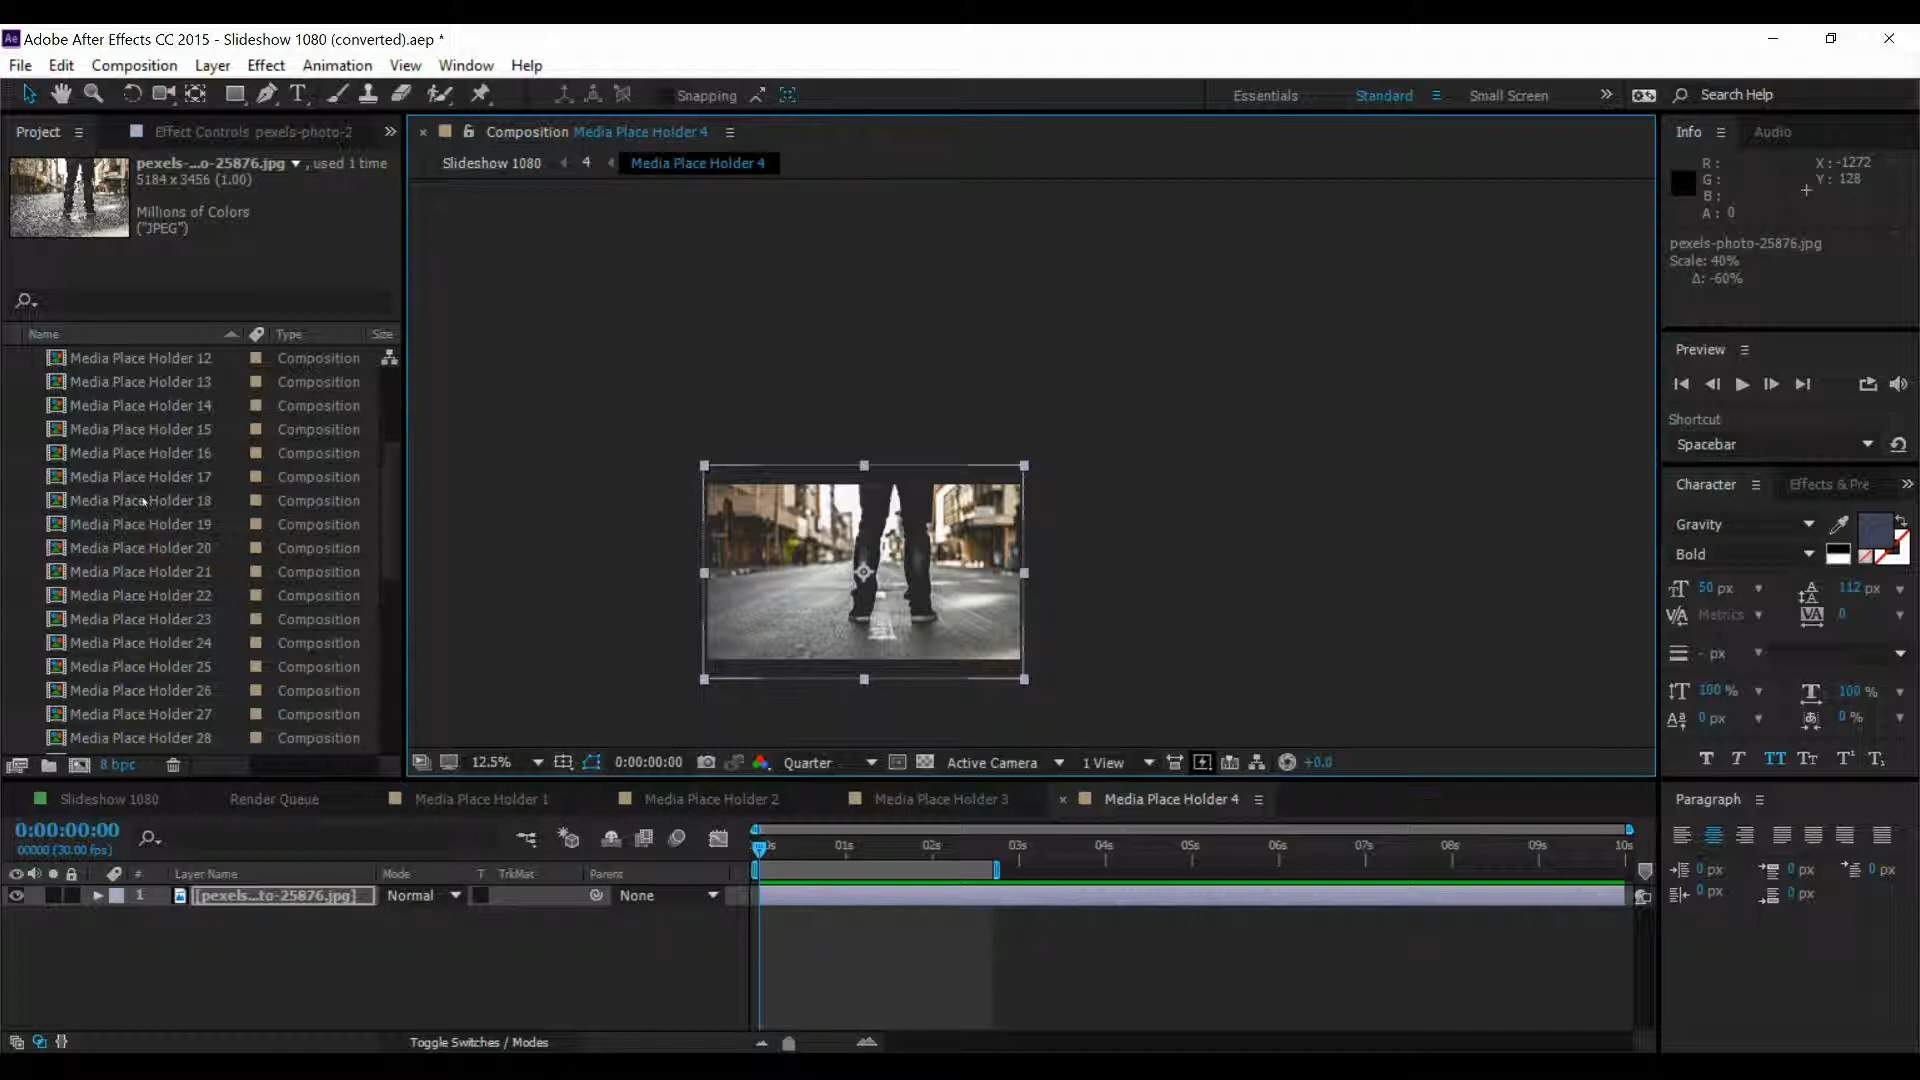 Ae Adobe After Effects CC 2015 - Slideshow 1080 (converted).aep *
File Edit Composition Layer Effect Animation View Window Help
Snapping Essentials Standard Small Screen Search Help
Project Effect Controls pexels-photo-2
pexels-...o-25876.jpg , used 1 time
5184 x 3456 (1.00)
Millions of Colors
("JPEG")
Name Type Size
Media Place Holder 12 Composition
Media Place Holder 13 Composition
Media Place Holder 14 Composition
Media Place Holder 15 Composition
Media Place Holder 16 Composition
Media Place Holder 17 Composition
Media Place Holder 18 Composition
Media Place Holder 19 Composition
Media Place Holder 20 Composition
Media Place Holder 21 Composition
Media Place Holder 22 Composition
Media Place Holder 23 Composition
Media Place Holder 24 Composition
Media Place Holder 25 Composition
Media Place Holder 26 Composition
Media Place Holder 27 Composition
Media Place Holder 28 Composition
8 bpc
Composition Media Place Holder 4
Slideshow 1080 4 Media Place Holder 4
12.5% 0:00:00:00 Quarter Active Camera 1 View +0.0
Info Audio
R : X : -1272
G : Y : 128
B :
A : 0
pexels-photo-25876.jpg
Scale: 40%
Δ: -60%
Preview
Shortcut
Spacebar
Character Effects & Pre
Gravity
Bold
50 px 112 px
Metrics 0
- px
100 % 100 %
0 px 0 %
Paragraph
0 px 0 px 0 px
0 px 0 px
Slideshow 1080 Render Queue Media Place Holder 1 Media Place Holder 2 Media Place Holder 3 Media Place Holder 4
0:00:00:00
00000 (30.00 fps)
01s 02s 03s 04s 05s 06s 07s 08s 09s 10s
# Layer Name Mode T TrkMat Parent
1 [pexels...to-25876.jpg] Normal None
Toggle Switches / Modes